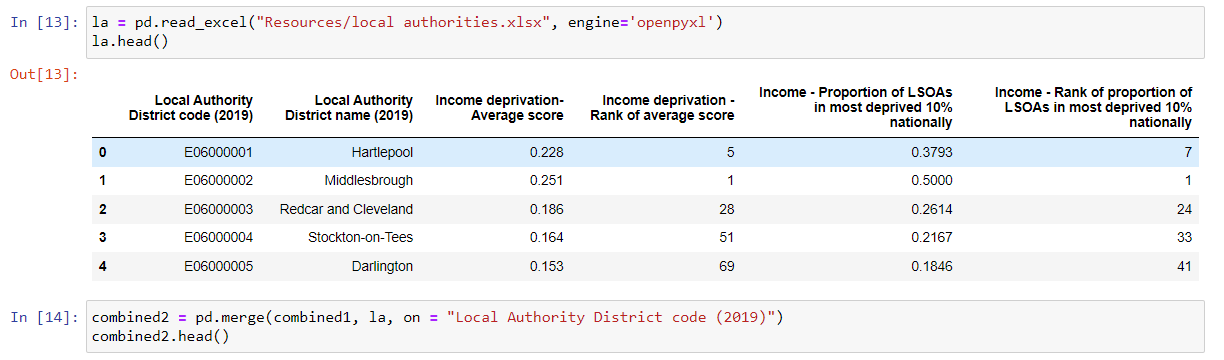 In [13]: la = pd.read_excel("Resources/local authorities.xlsx", engine='openpyxl')
la.head()
Out[13]:
Local Authority District code (2019) Local Authority District name (2019) Income deprivation- Average score Income deprivation - Rank of average score Income - Proportion of LSOAs in most deprived 10% nationally Income - Rank of proportion of LSOAs in most deprived 10% nationally
0 E06000001 Hartlepool 0.228 5 0.3793 7
1 E06000002 Middlesbrough 0.251 1 0.5000 1
2 E06000003 Redcar and Cleveland 0.186 28 0.2614 24
3 E06000004 Stockton-on-Tees 0.164 51 0.2167 33
4 E06000005 Darlington 0.153 69 0.1846 41
In [14]: combined2 = pd.merge(combined1, la, on = "Local Authority District code (2019)")
combined2.head()